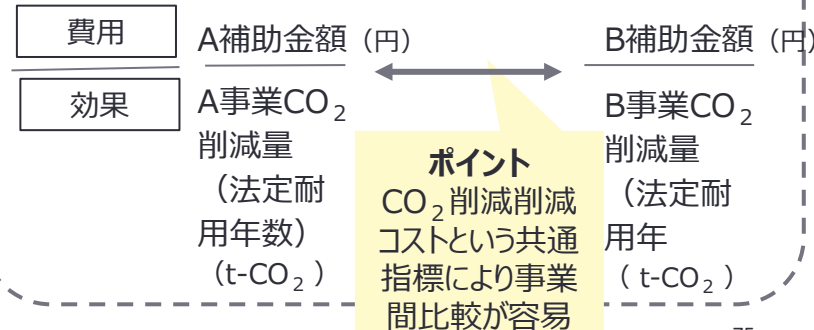 費用
効果
A補助金額（円）
A事業CO₂
削減量
（法定耐
用年数）
（t-CO₂）
ポイント
CO₂削減削減
コストという共通
指標により事業
間比較が容易
B補助金額（円）
B事業CO₂
削減量
（法定耐
用年
（ t-CO₂ ）